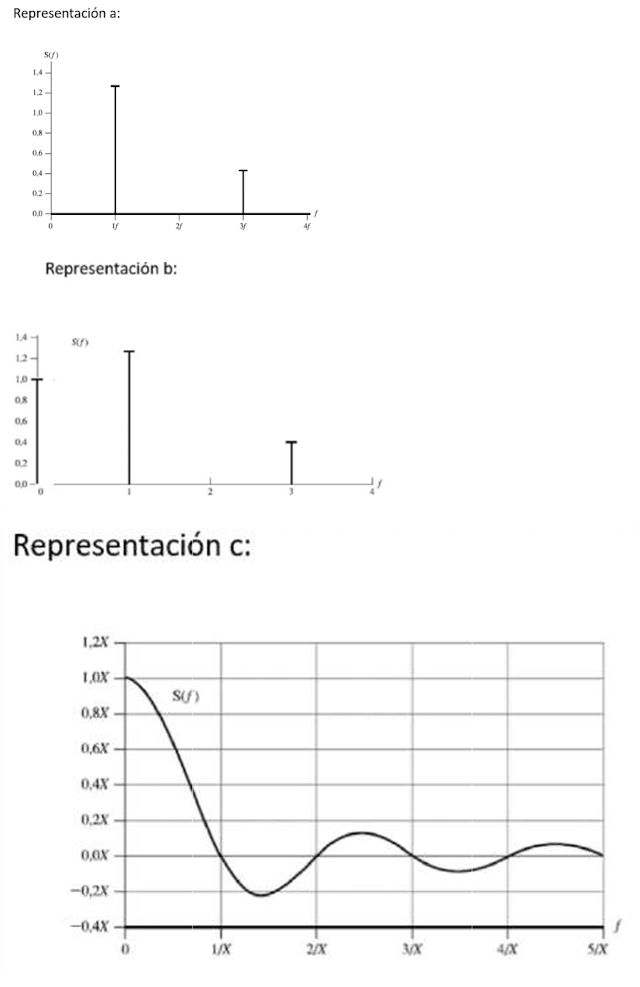 Representación a:
S(f)
1,4
1,2
1,0
0,8
0,6
0,4
0,2
0,0
0 1f 2f 3f 4f f
Representación b:
1,4 S(f)
1,2
1,0
0,8
0,6
0,4
0,2
0,0
0 1 2 3 4 f
Representación c:
1,2X
1,0X
S(f)
0,8X
0,6X
0,4X
0,2X
0,0X
−0,2X
−0,4X
f
0 1/X 2/X 3/X 4/X 5/X